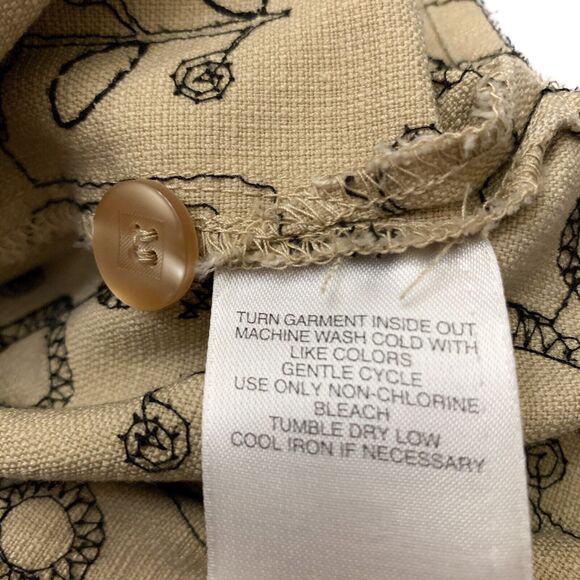 TURN GARMENT INSIDE OUT
MACHINE WASH COLD WITH
LIKE COLORS
GENTLE CYCLE
USE ONLY NON-CHLORINE
BLEACH
TUMBLE DRY LOW
COOL IRON IF NECESSARY